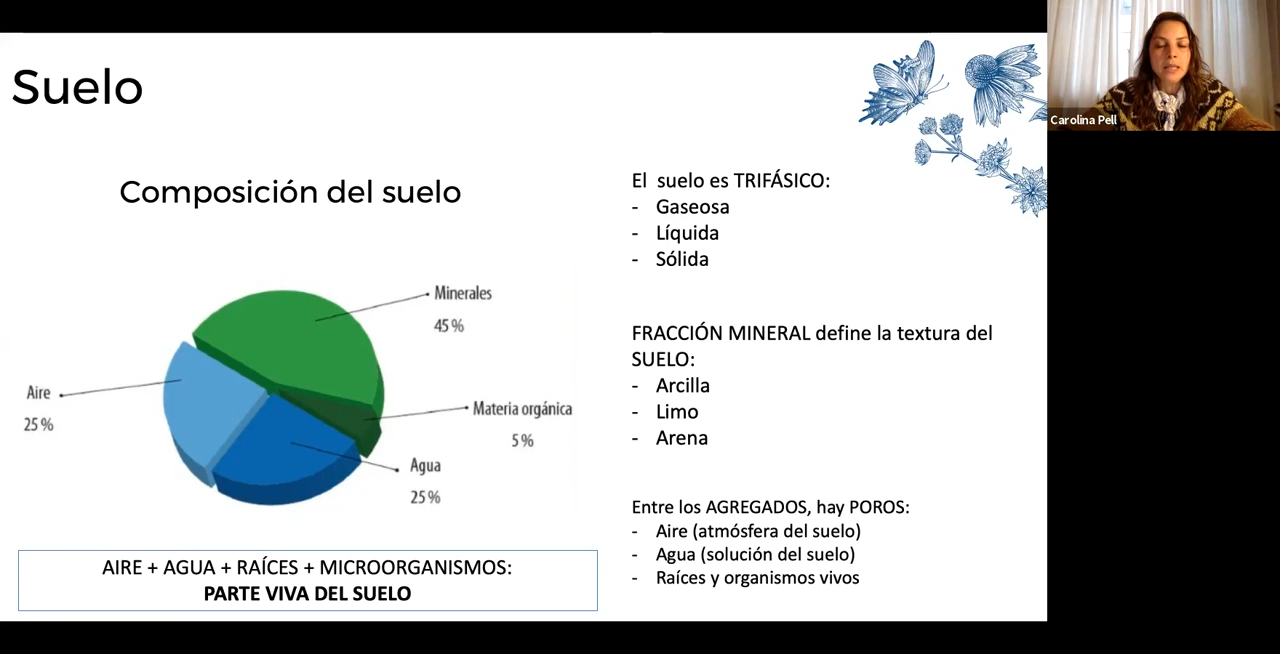 Suelo
Composición del suelo
Minerales
45 %
Aire
25 %
Materia orgánica
5 %
Agua
25 %
AIRE + AGUA + RAÍCES + MICROORGANISMOS:
PARTE VIVA DEL SUELO
El suelo es TRIFÁSICO:
- Gaseosa
- Líquida
- Sólida
FRACCIÓN MINERAL define la textura del
SUELO:
- Arcilla
- Limo
- Arena
Entre los AGREGADOS, hay POROS:
- Aire (atmósfera del suelo)
- Agua (solución del suelo)
- Raíces y organismos vivos
Carolina Pell